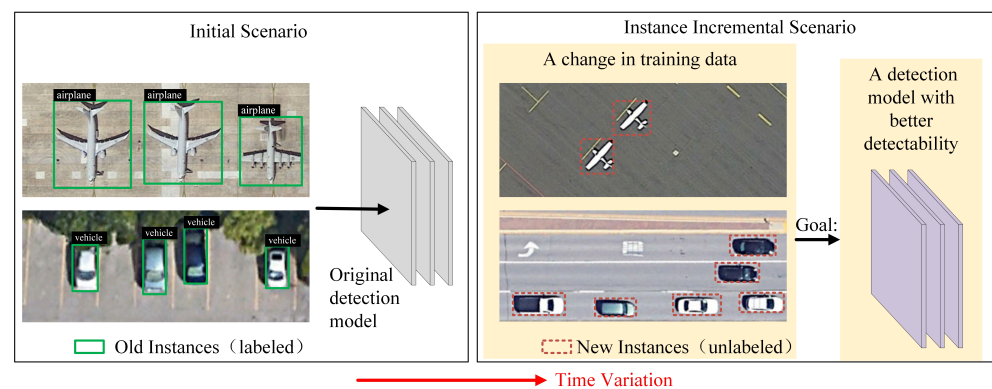 Initial Scenario
airplane
airplane
airplane
vehicle
vehicle
vehicle
vehicle
Original
detection
model
Old Instances（labeled）
Instance Incremental Scenario
A change in training data
Goal:
A detection
model with
better
detectability
New Instances（unlabeled）
Time Variation